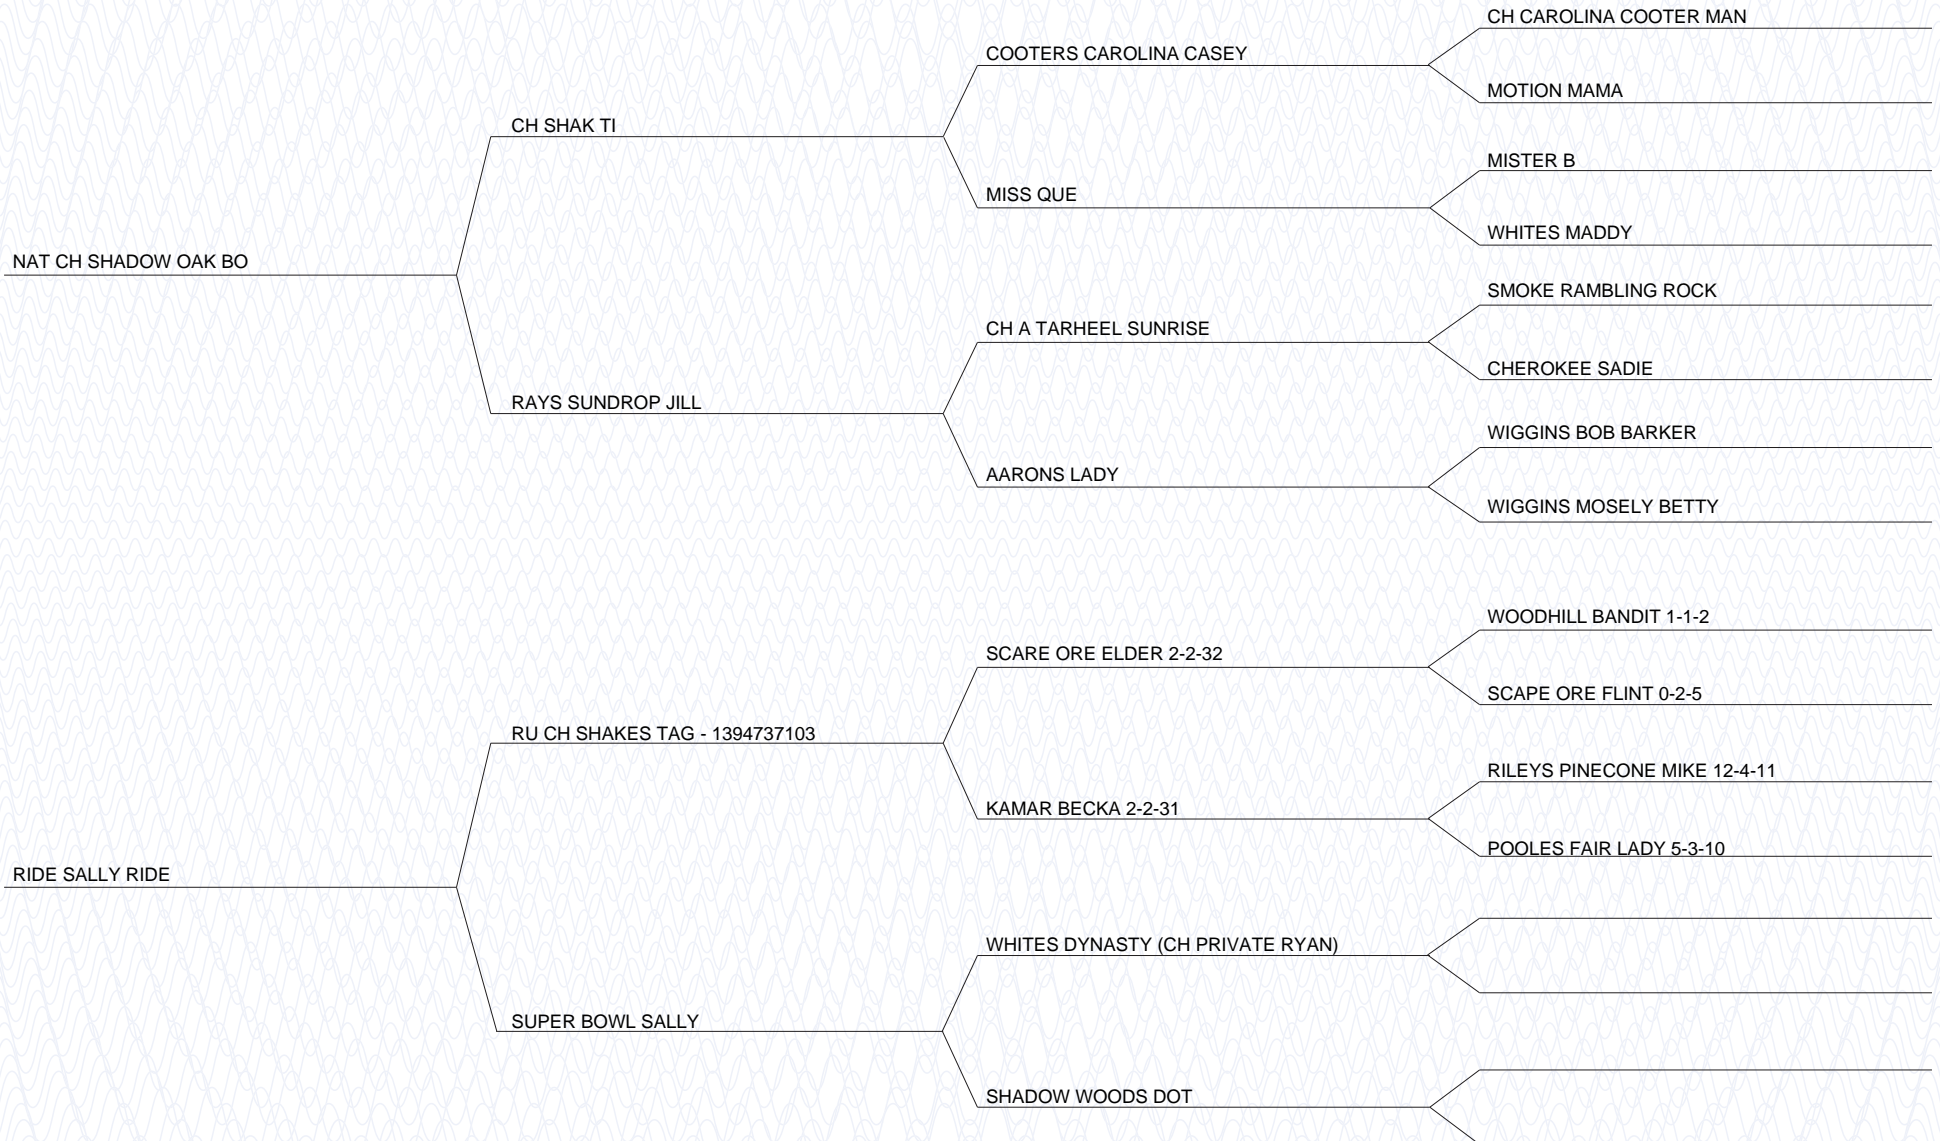 CH CAROLINA COOTER MAN
COOTERS CAROLINA CASEY
MOTION MAMA
CH SHAK TI
MISTER B
MISS QUE
WHITES MADDY
NAT CH SHADOW OAK BO
SMOKE RAMBLING ROCK
CH A TARHEEL SUNRISE
CHEROKEE SADIE
RAYS SUNDROP JILL
WIGGINS BOB BARKER
AARONS LADY
WIGGINS MOSELY BETTY
WOODHILL BANDIT 1-1-2
SCARE ORE ELDER 2-2-32
SCAPE ORE FLINT 0-2-5
RU CH SHAKES TAG - 1394737103
RILEYS PINECONE MIKE 12-4-11
KAMAR BECKA 2-2-31
POOLES FAIR LADY 5-3-10
RIDE SALLY RIDE
WHITES DYNASTY (CH PRIVATE RYAN)
SUPER BOWL SALLY
SHADOW WOODS DOT